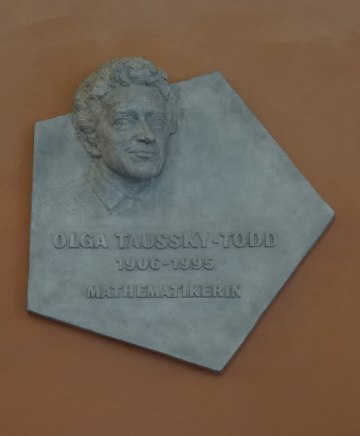 OLGA TAUSSKY-TODD
1906-1995
MATHEMATIKERIN